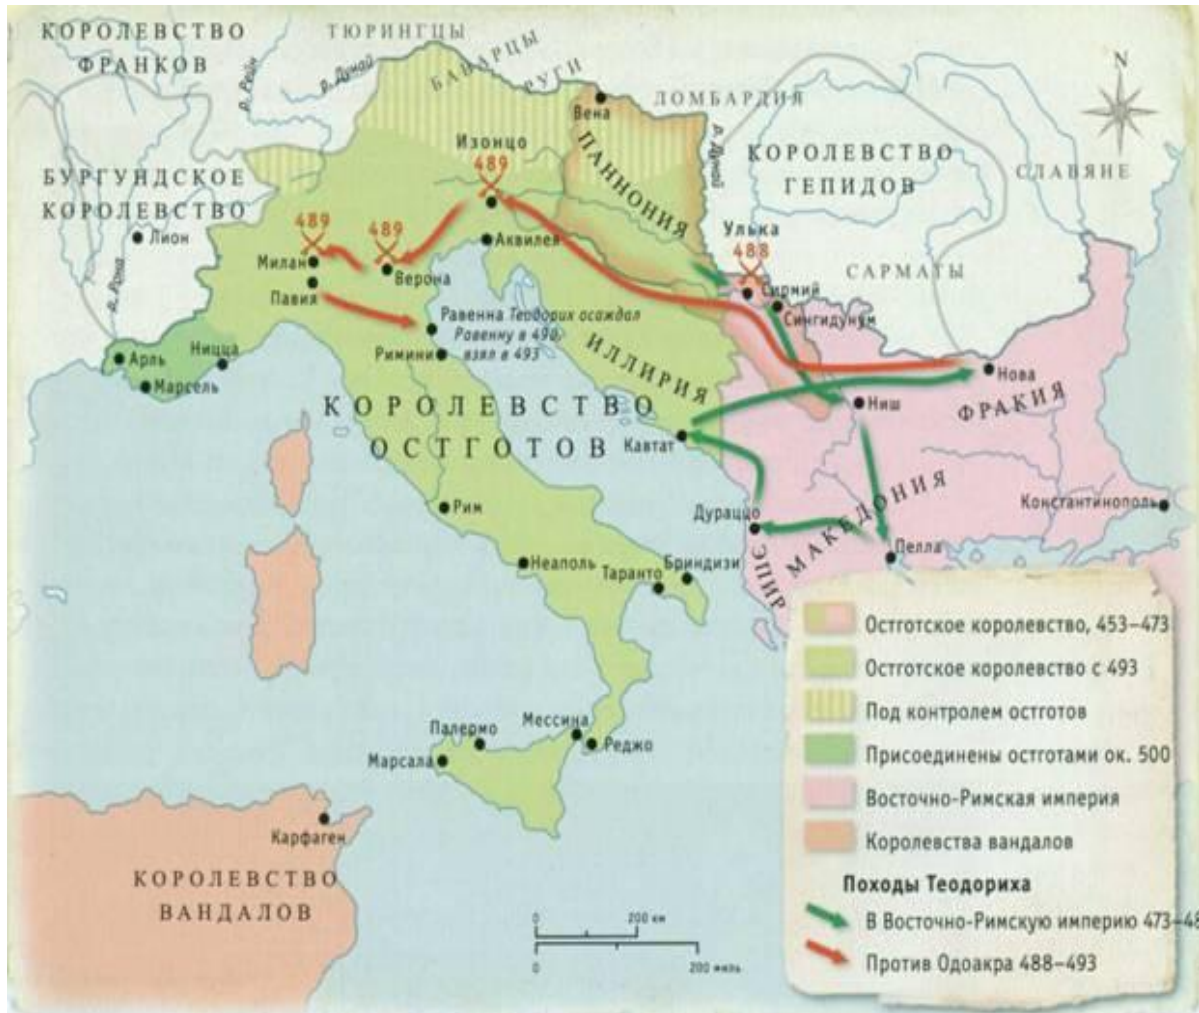 КОРОЛЕВСТВО
ФРАНКОВ
ТЮРИНГЦЫ
БАВАРЦЫ
РУГИ
р. Рейн
р. Дунай
Вена
ЛОМБАРДИЯ
N
Изонцо
489
ПАННОНИЯ
р. Дунай
КОРОЛЕВСТВО
ГЕПИДОВ
СЛАВЯНЕ
БУРГУНДСКОЕ
КОРОЛЕВСТВО
Лион
р. Рона
489
489
Милан
Павия
Верона
Аквилея
Улька
488
Сирмий
Сингидунум
САРМАТЫ
Равенна Теодорих осаждал
Равенну в 490,
взял в 493
Римини
ИЛЛИРИЯ
Арль
Ницца
Марсель
Нова
Ниш
ФРАКИЯ
КОРОЛЕВСТВО
ОСТГОТОВ
Кавтат
Рим
Дураццо
МАКЕДОНИЯ
Константинополь
Пелла
ЭПИР
Неаполь
Таранто
Бриндизи
Мессина
Палермо
Реджо
Марсала
Карфаген
КОРОЛЕВСТВО
ВАНДАЛОВ
0 200 км
0 200 миль
Остготское королевство, 453–473
Остготское королевство с 493
Под контролем остготов
Присоединены остготами ок. 500
Восточно-Римская империя
Королевства вандалов
Походы Теодориха
В Восточно-Римскую империю 473–48
Против Одоакра 488–493